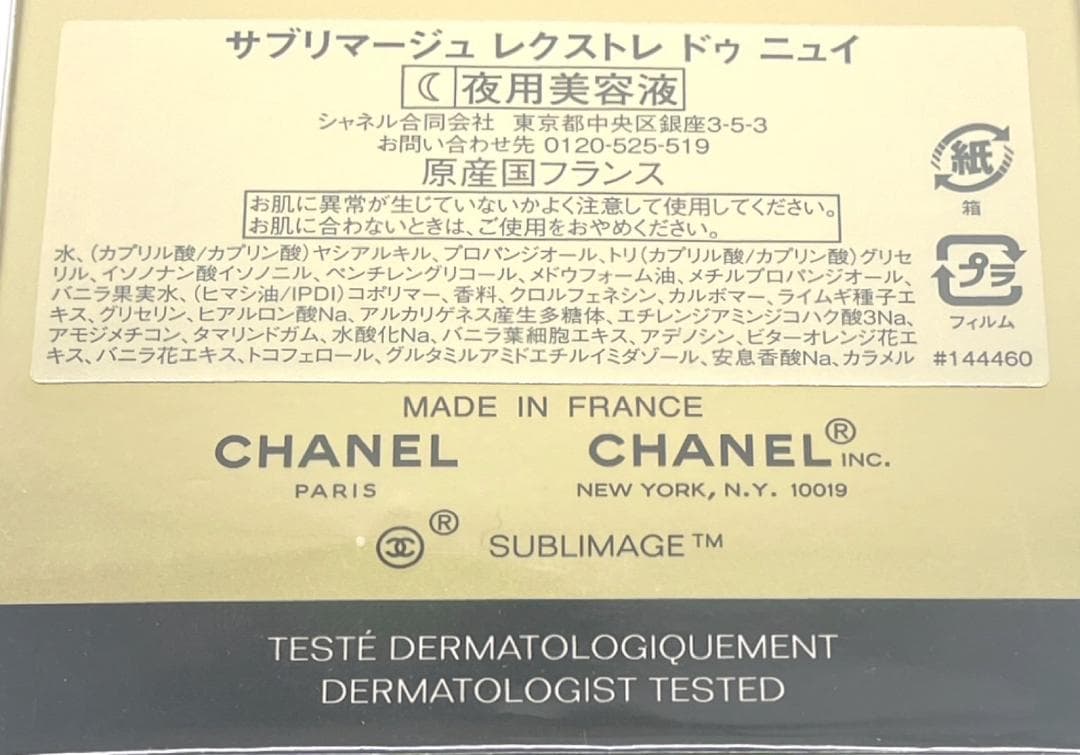 サブリマージュ レクストレ ドゥ ニュイ
夜用美容液
シャネル合同会社 東京都中央区銀座3-5-3
お問い合わせ先 0120-525-519
原産国フランス
お肌に異常が生じていないかよく注意して使用してください。
お肌に合わないときは、ご使用をおやめください。
水、(カプリル酸/カプリン酸)ヤシアルキル、プロパンジオール、トリ(カプリル酸/カプリン酸)グリセ
リル、イソノナン酸イソノニル、ペンチレングリコール、メドウフォーム油、メチルプロパンジオール、
バニラ果実水、(ヒマシ油/IPDI)コポリマー、香料、クロルフェネシン、カルボマー、ライムギ種子エ
キス、グリセリン、ヒアルロン酸Na、アルカリゲネス産生多糖体、エチレンジアミンジコハク酸3Na、
アモジメチコン、タマリンドガム、水酸化Na、バニラ葉細胞エキス、アデノシン、ビターオレンジ花エ
キス、バニラ花エキス、トコフェロール、グルタミルアミドエチルイミダゾール、安息香酸Na、カラメル
紙
箱
プラ
フィルム
#144460
MADE IN FRANCE
CHANEL
PARIS
CHANEL® INC.
NEW YORK, N.Y. 10019
® SUBLIMAGE™
TESTÉ DERMATOLOGIQUEMENT
DERMATOLOGIST TESTED